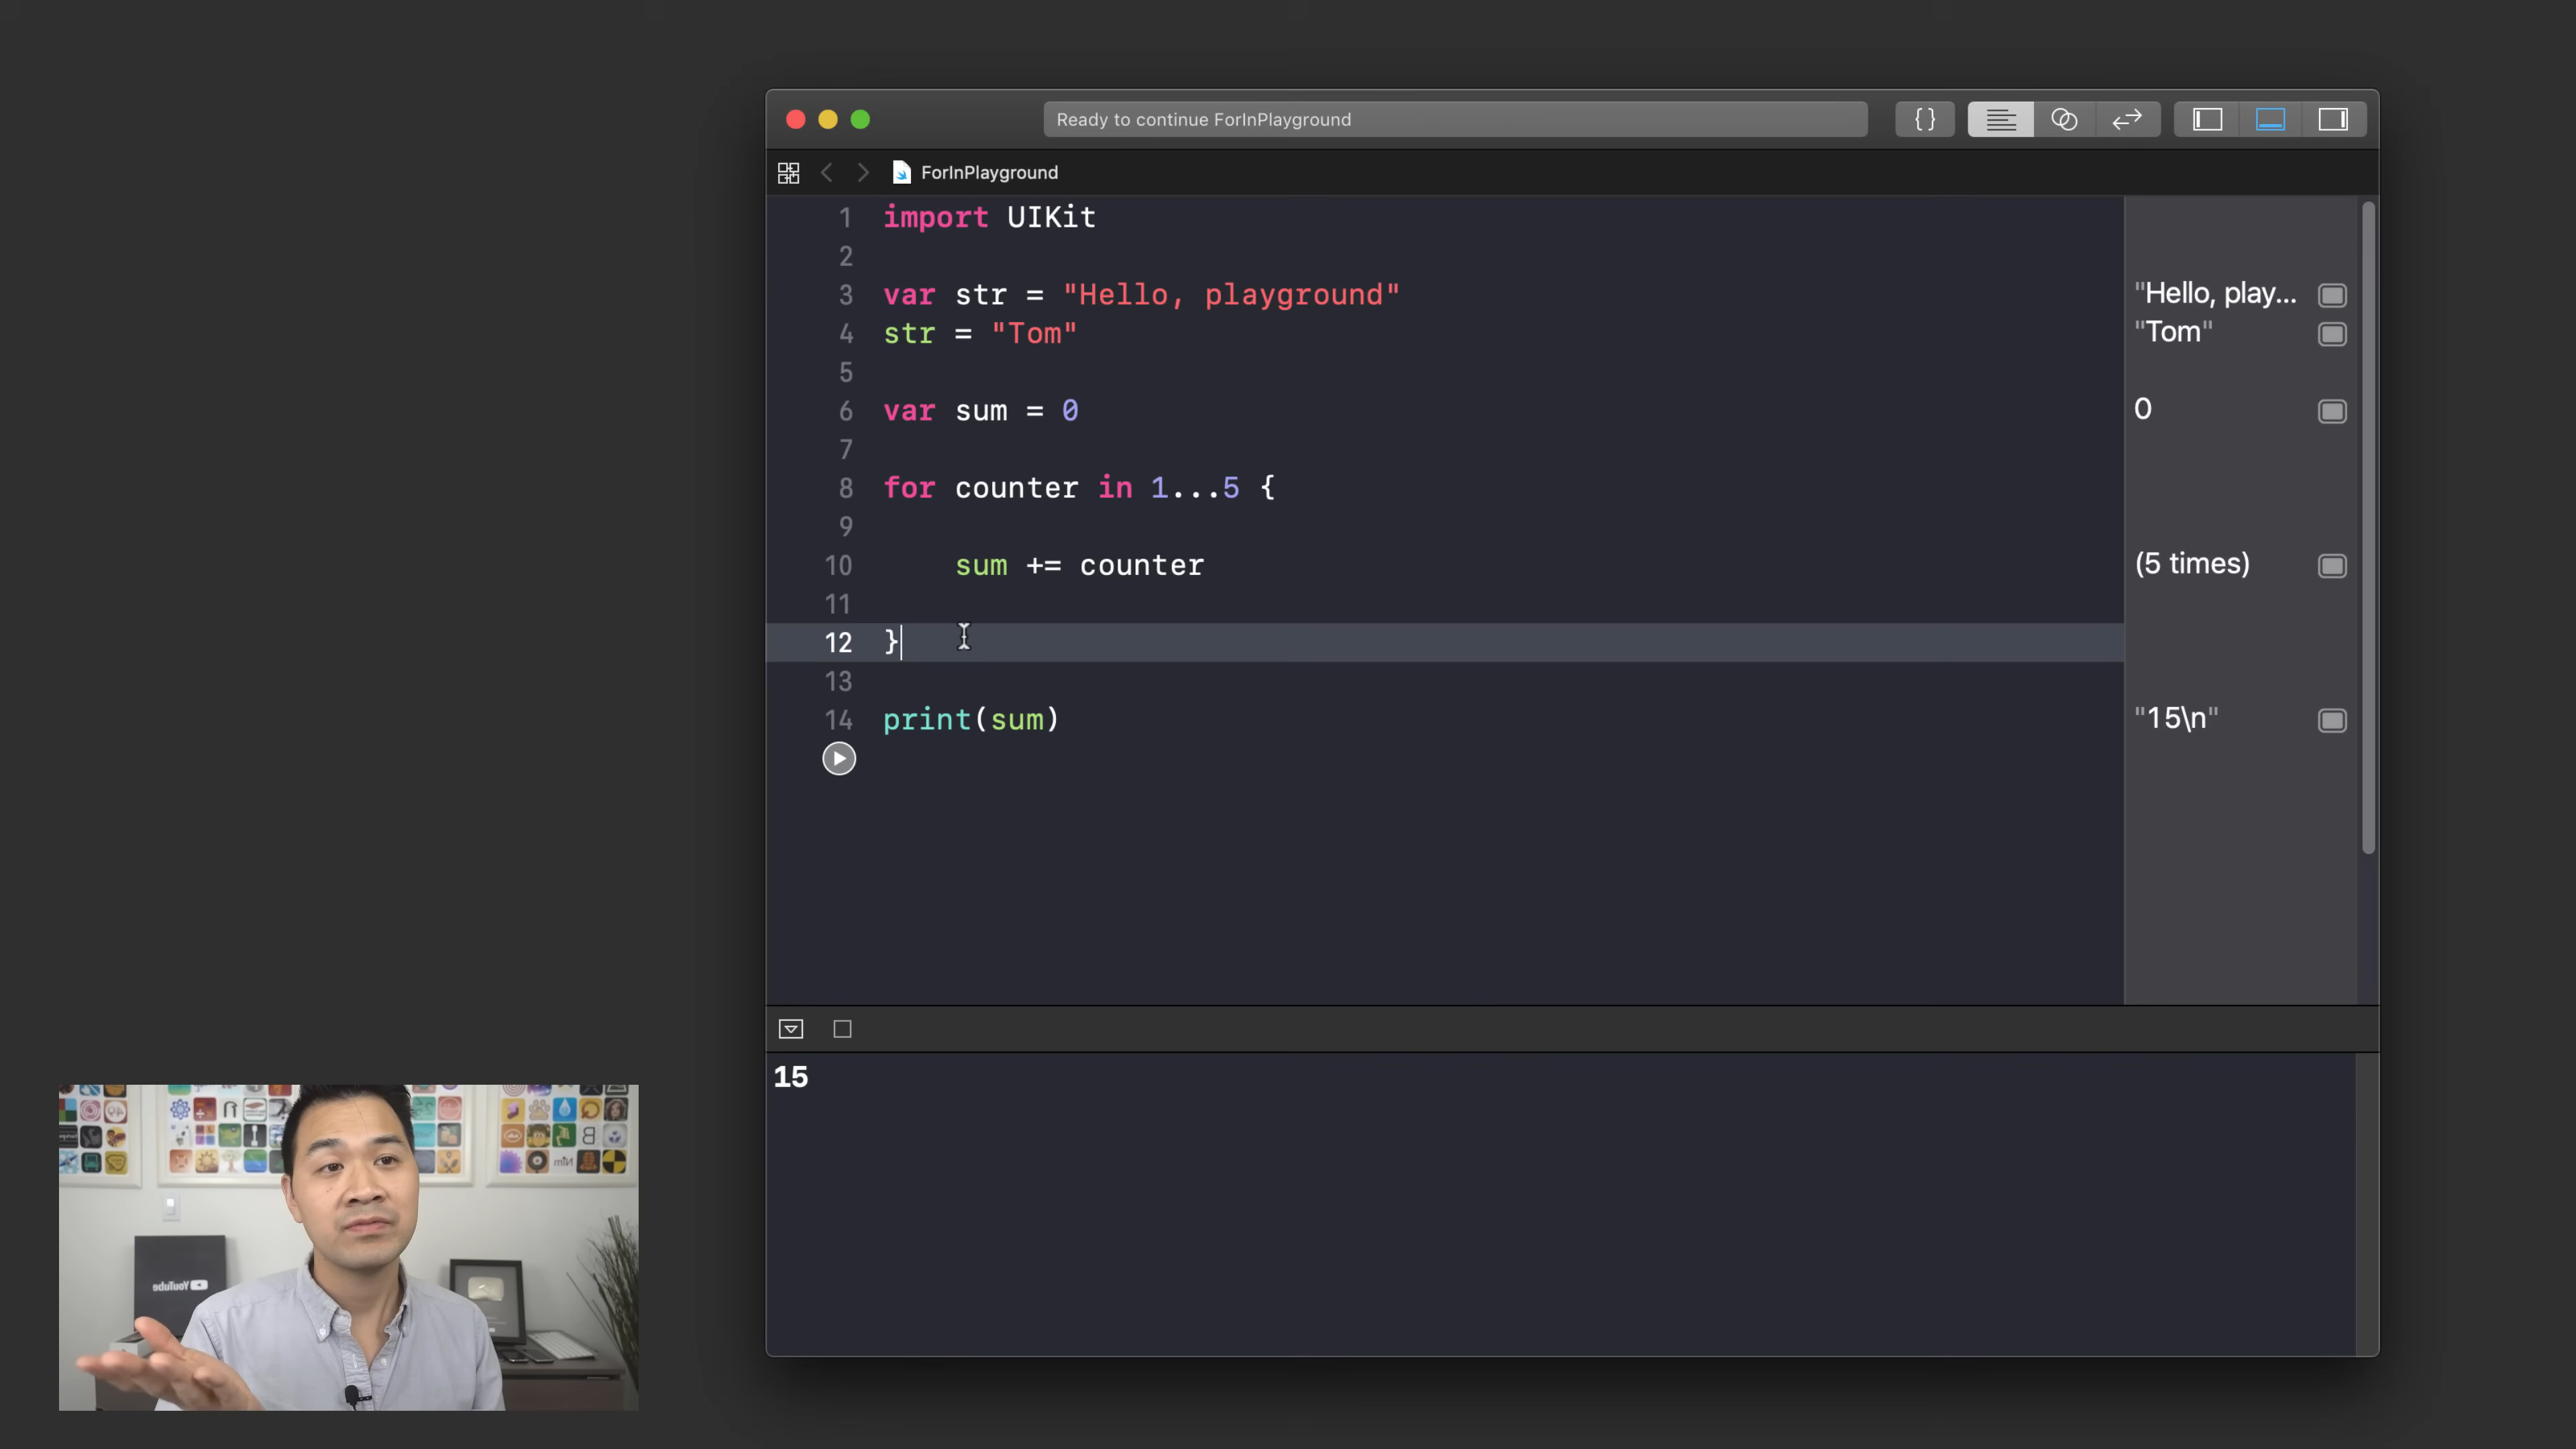 Ready to continue ForInPlayground
{ }
ForInPlayground
1 import UIKit
2
3 var str = "Hello, playground" "Hello, play...
4 str = "Tom" "Tom"
5
6 var sum = 0 0
7
8 for counter in 1...5 {
9
10 sum += counter (5 times)
11
12 }
13
14 print(sum) "15\n"
15
YouTube